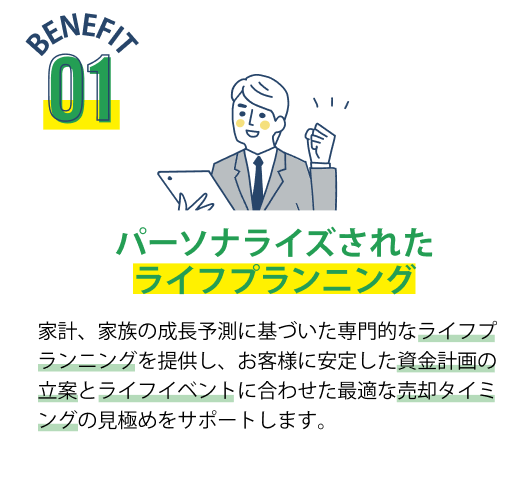 BENEFIT
01
パーソナライズされた
ライフプランニング
家計、家族の成長予測に基づいた専門的なライフプ
ランニングを提供し、お客様に安定した資金計画の
立案とライフイベントに合わせた最適な売却タイミ
ングの見極めをサポートします。